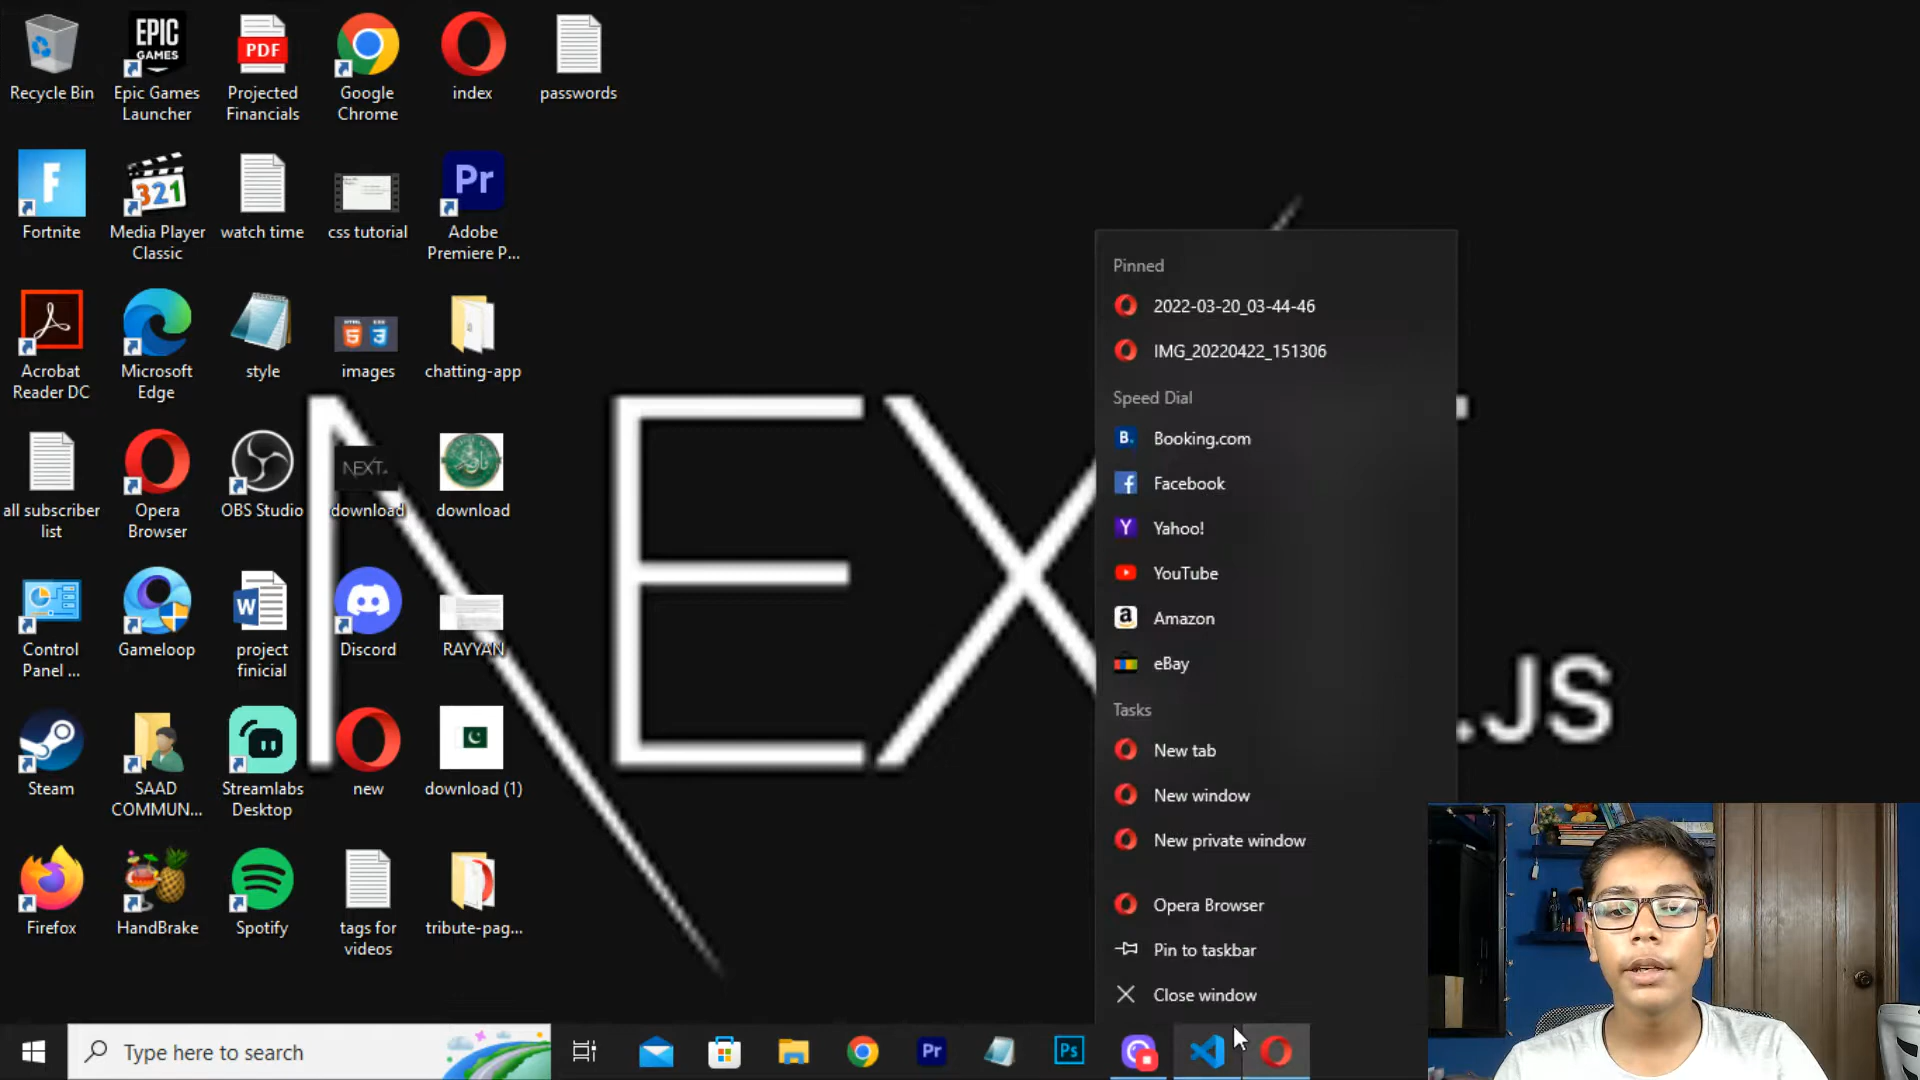 Recycle Bin
EPIC
GAMES
Epic Games
Launcher
PDF
Projected
Financials
Google
Chrome
index
passwords
F
Fortnite
321
Media Player
Classic
watch time
css tutorial
Pr
Adobe
Premiere P...
Acrobat
Reader DC
Microsoft
Edge
style
HTML
5
3
images
chatting-app
all subscriber
list
Opera
Browser
OBS Studio
NEXT.
download
download
Control
Panel ...
Gameloop
W
project
finicial
Discord
RAYYAN
Steam
SAAD
COMMUN...
Streamlabs
Desktop
new
download (1)
Firefox
HandBrake
Spotify
tags for
videos
tribute-pag...
NEX
.JS
Pinned
2022-03-20_03-44-46
IMG_20220422_151306
Speed Dial
B.
Booking.com
f
Facebook
Y
Yahoo!
YouTube
a
Amazon
eBay
Tasks
New tab
New window
New private window
Opera Browser
Pin to taskbar
Close window
Type here to search
Pr
Ps